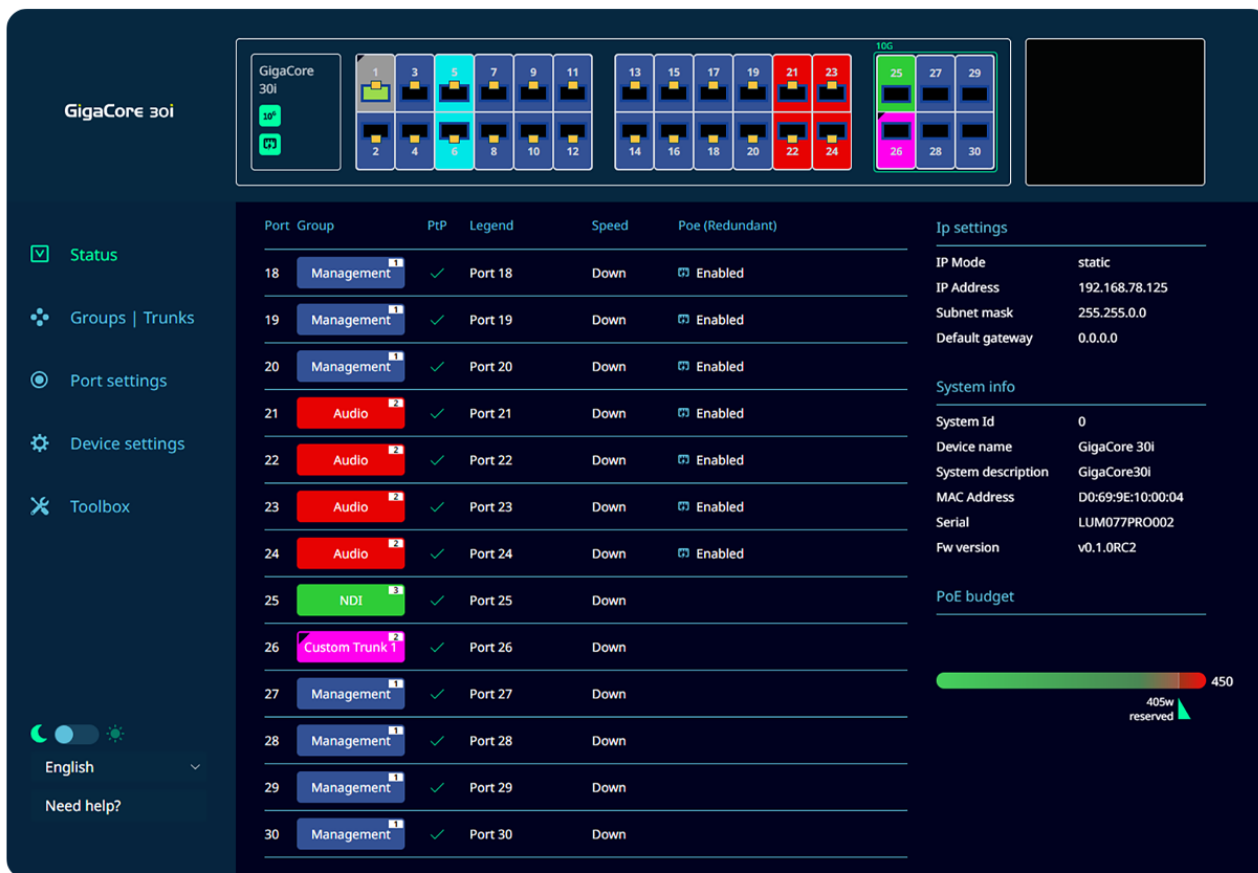 GigaCore 30i
GigaCore
30i
10G
1 3 5 7 9 11 13 15 17 19 21 23 25 27 29
2 4 6 8 10 12 14 16 18 20 22 24 26 28 30
10G
Status
Groups | Trunks
Port settings
Device settings
Toolbox
English
Need help?
Port Group PtP Legend Speed Poe (Redundant)
18 Management 1 Port 18 Down Enabled
19 Management 1 Port 19 Down Enabled
20 Management 1 Port 20 Down Enabled
21 Audio 2 Port 21 Down Enabled
22 Audio 2 Port 22 Down Enabled
23 Audio 2 Port 23 Down Enabled
24 Audio 2 Port 24 Down Enabled
25 NDI 3 Port 25 Down
26 Custom Trunk 1 2 Port 26 Down
27 Management 1 Port 27 Down
28 Management 1 Port 28 Down
29 Management 1 Port 29 Down
30 Management 1 Port 30 Down
Ip settings
IP Mode static
IP Address 192.168.78.125
Subnet mask 255.255.0.0
Default gateway 0.0.0.0
System info
System Id 0
Device name GigaCore 30i
System description GigaCore30i
MAC Address D0:69:9E:10:00:04
Serial LUM077PRO002
Fw version v0.1.0RC2
PoE budget
450
405w
reserved